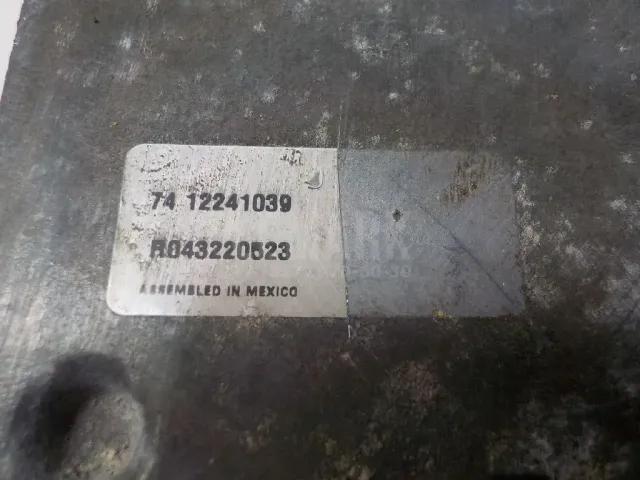 74 12241039
R043220523
ASSEMBLED IN MEXICO